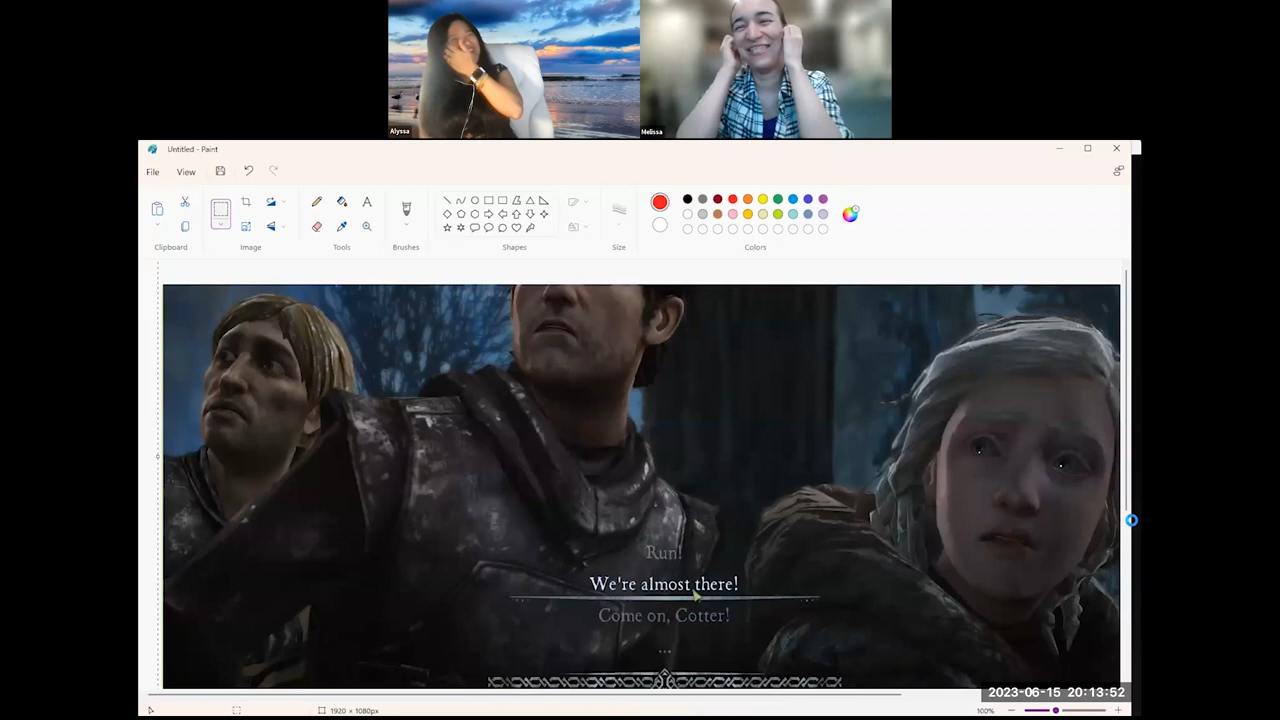 Alyssa
Melissa
Untitled - Paint
File
View
Clipboard
Image
Tools
Brushes
Shapes
Size
Colors
Run!
We're almost there!
Come on, Cotter!
...
2023-06-15 20:13:52
1920 × 1080px
100%